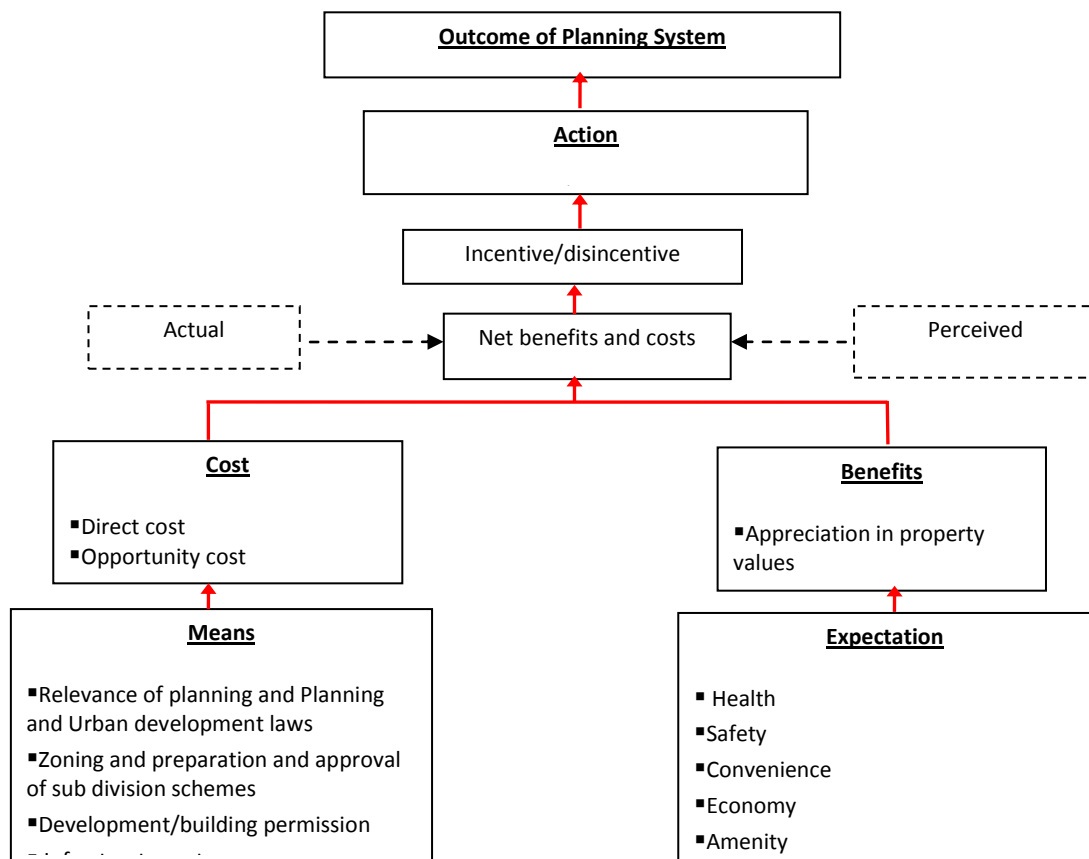 Outcome of Planning System
Action
Incentive/disincentive
Actual
Net benefits and costs
Perceived
Cost
▪Direct cost
▪Opportunity cost
Benefits
▪Appreciation in property
values
Means
▪Relevance of planning and Planning
and Urban development laws
▪Zoning and preparation and approval
of sub division schemes
▪Development/building permission
Expectation
▪ Health
▪Safety
▪Convenience
▪Economy
▪Amenity